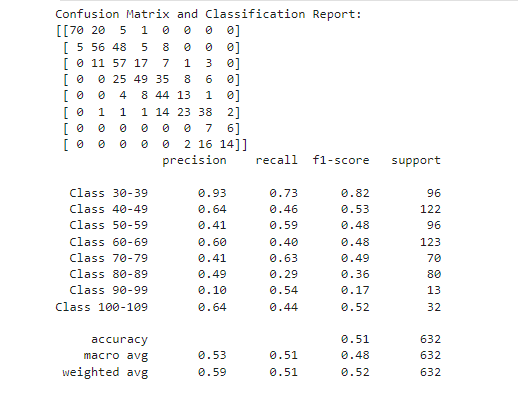 Confusion Matrix and Classification Report:
[[70 20  5  1  0  0  0  0]
 [ 5 56 48  5  8  0  0  0]
 [ 0 11 57 17  7  1  3  0]
 [ 0  0 25 49 35  8  6  0]
 [ 0  0  4  8 44 13  1  0]
 [ 0  1  1  1 14 23 38  2]
 [ 0  0  0  0  0  0  7  6]
 [ 0  0  0  0  0  2 16 14]]
precision recall f1-score support
Class 30-39 0.93 0.73 0.82 96
Class 40-49 0.64 0.46 0.53 122
Class 50-59 0.41 0.59 0.48 96
Class 60-69 0.60 0.40 0.48 123
Class 70-79 0.41 0.63 0.49 70
Class 80-89 0.49 0.29 0.36 80
Class 90-99 0.10 0.54 0.17 13
Class 100-109 0.64 0.44 0.52 32
accuracy 0.51 632
macro avg 0.53 0.51 0.48 632
weighted avg 0.59 0.51 0.52 632